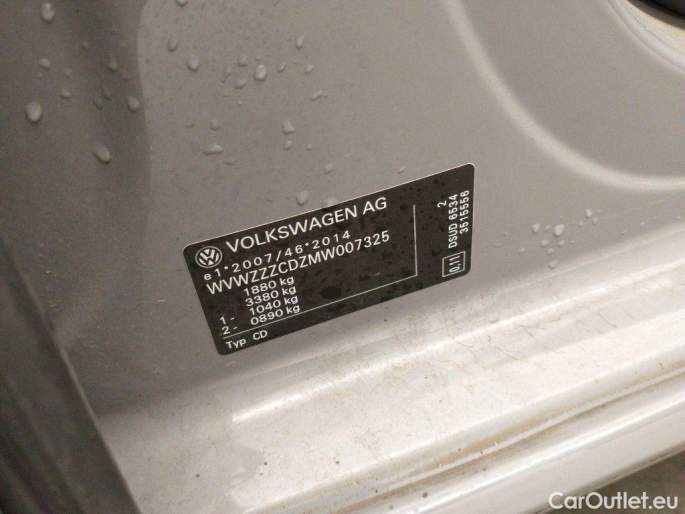 VOLKSWAGEN AG
e1*2007/46*2014
WVWZZZCDZMW007325
1880 kg
3380 kg
1- 1040 kg
2- 0890 kg
Typ CD
0,11
2
DSUD 6534
3515556
CarOutlet.eu